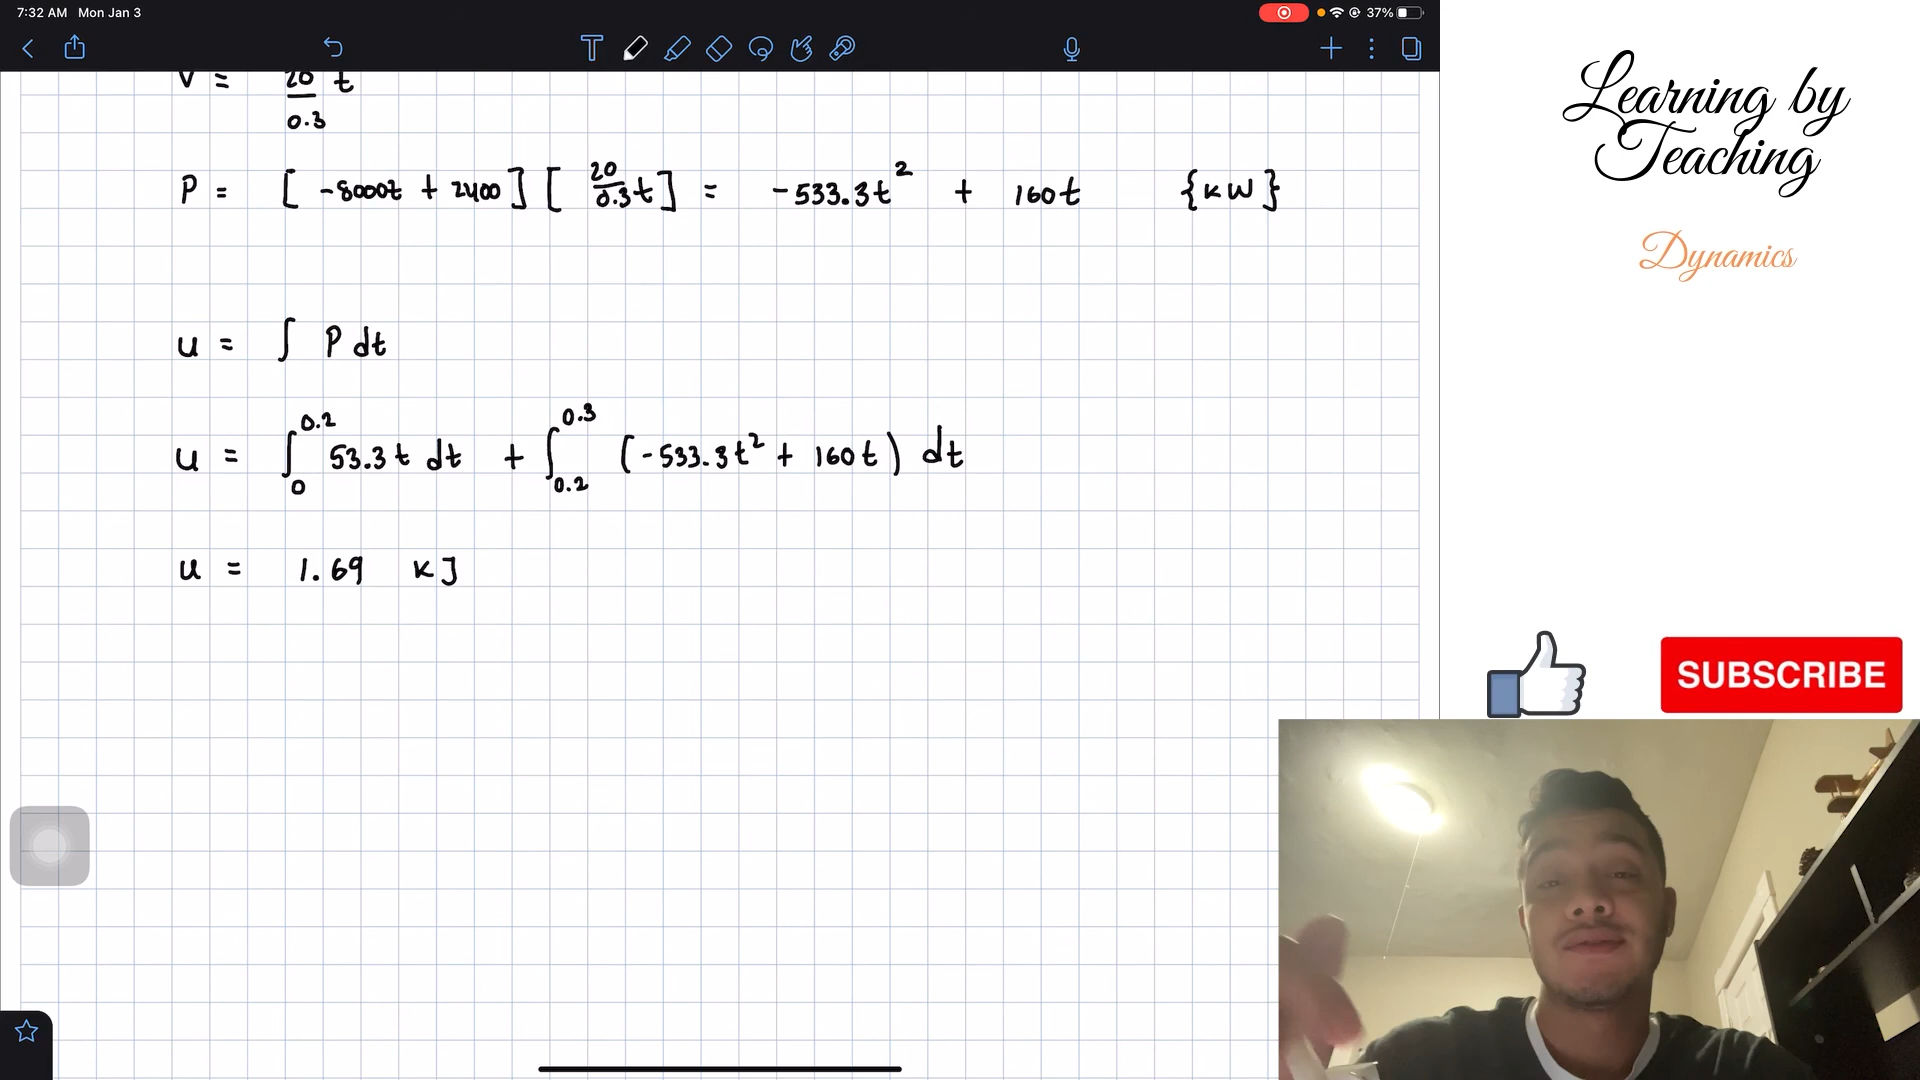 7:32 AM Mon Jan 3
37%
v = 20/0.3 t
P = [ -8000t + 2400 ] [ 20/0.3 t ] = -533.3t² + 160t {kW}
u = ∫ P dt
u = ∫₀^0.2 53.3t dt + ∫_0.2^0.3 (-533.3t² + 160t) dt
u = 1.69 kJ
Learning by
Teaching
Dynamics
SUBSCRIBE